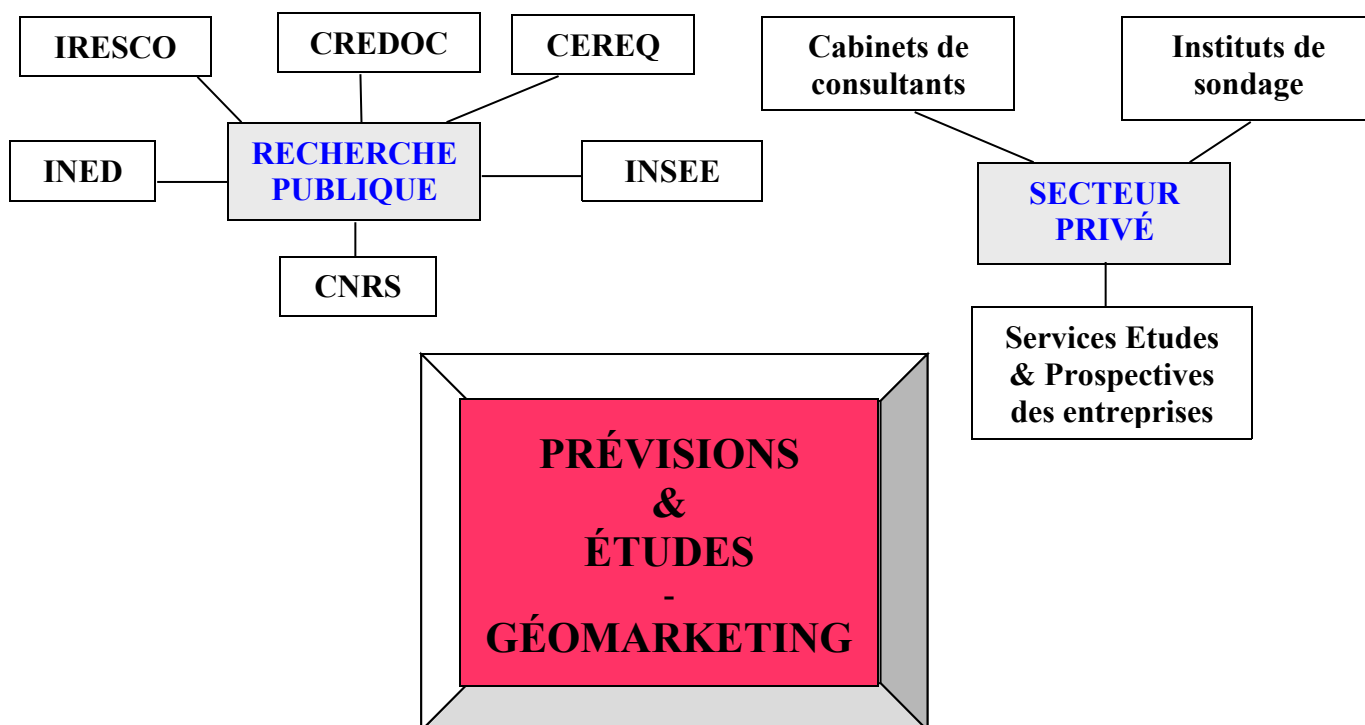 IRESCO
CREDOC
CEREQ
INED
RECHERCHE
PUBLIQUE
INSEE
CNRS
Cabinets de
consultants
Instituts de
sondage
SECTEUR
PRIVÉ
Services Etudes
& Prospectives
des entreprises
PRÉVISIONS
&
ÉTUDES
-
GÉOMARKETING